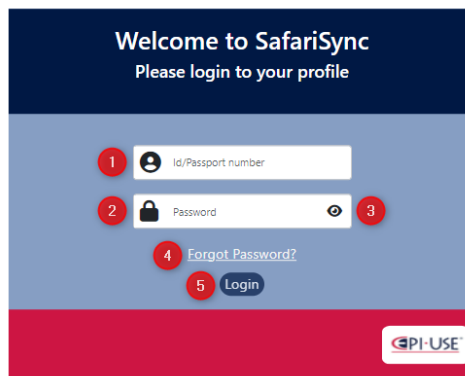 Welcome to SafariSync
Please login to your profile
1 Id/Passport number
2 Password 3
4 Forgot Password?
5 Login
EPI-USE